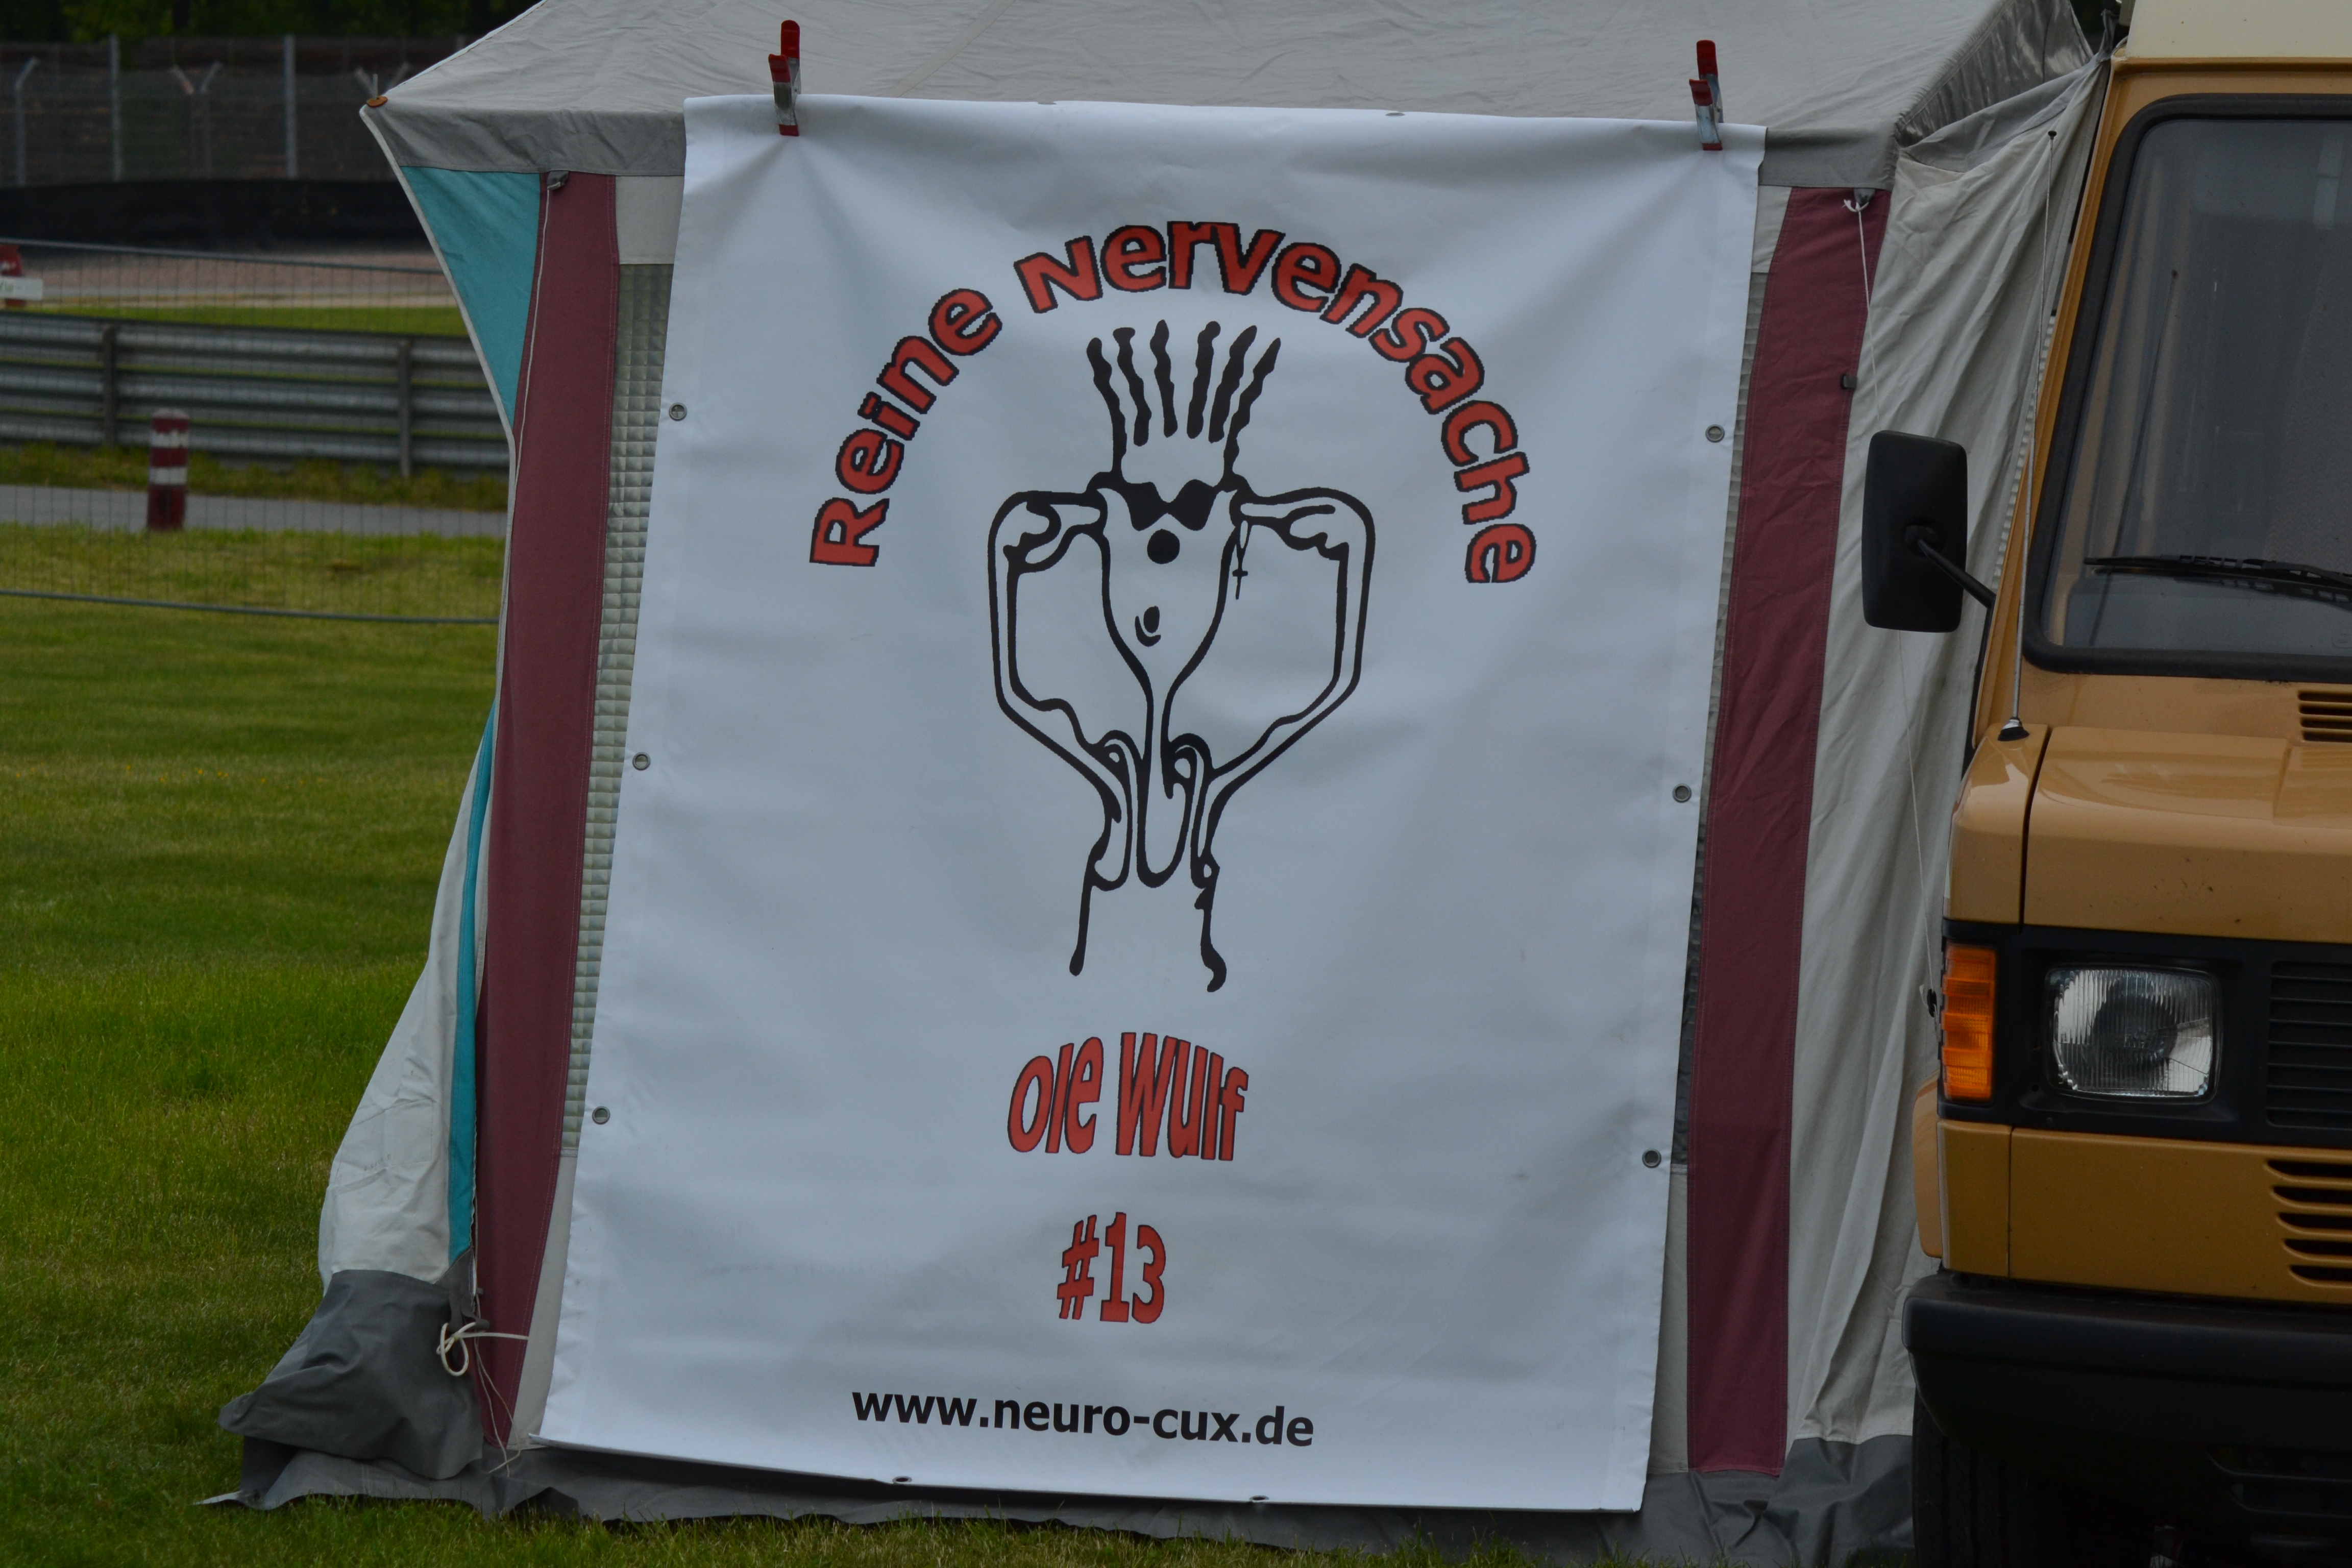 Reine Nervensache
Ole Wulf
#13
www.neuro-cux.de